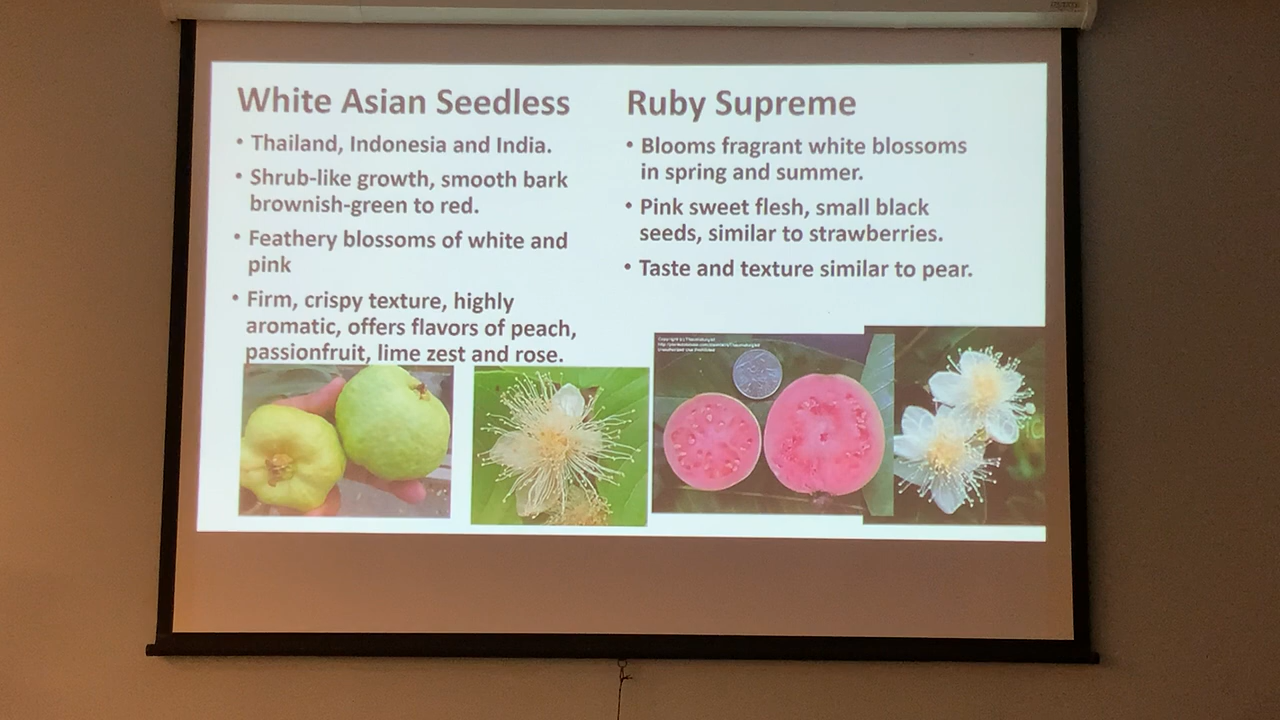 White Asian Seedless
• Thailand, Indonesia and India.
• Shrub-like growth, smooth bark
brownish-green to red.
• Feathery blossoms of white and
pink
• Firm, crispy texture, highly
aromatic, offers flavors of peach,
passionfruit, lime zest and rose.
Ruby Supreme
• Blooms fragrant white blossoms
in spring and summer.
• Pink sweet flesh, small black
seeds, similar to strawberries.
• Taste and texture similar to pear.